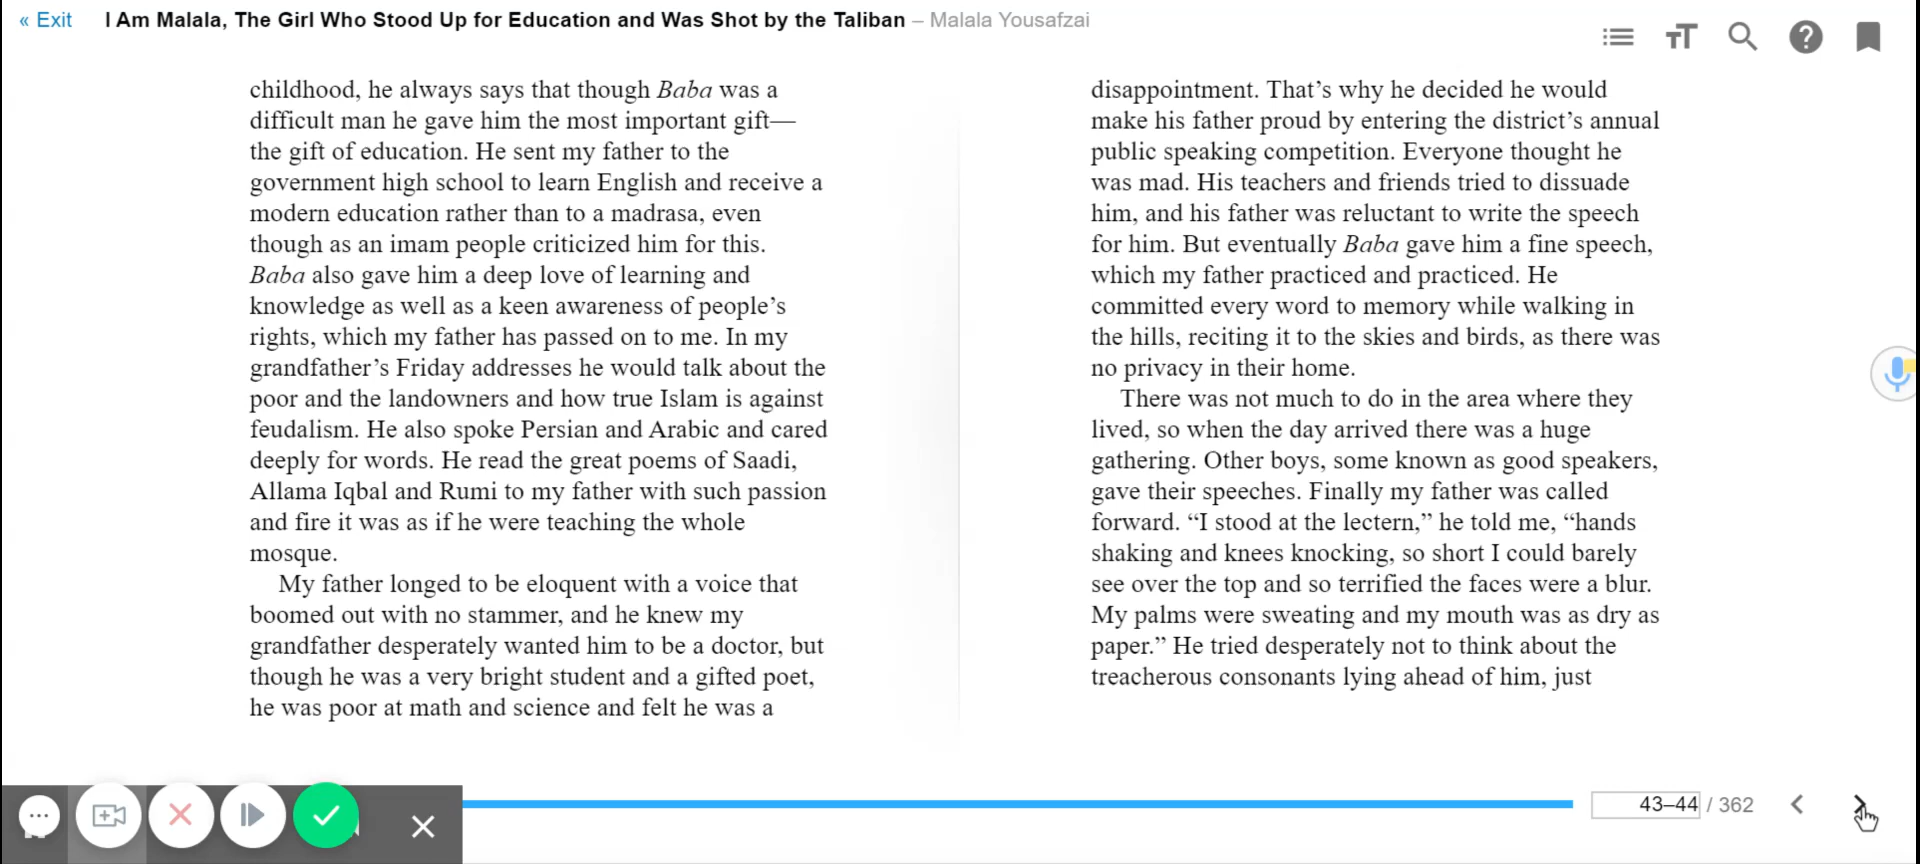 « Exit I Am Malala, The Girl Who Stood Up for Education and Was Shot by the Taliban – Malala Yousafzai
childhood, he always says that though Baba was a
difficult man he gave him the most important gift—
the gift of education. He sent my father to the
government high school to learn English and receive a
modern education rather than to a madrasa, even
though as an imam people criticized him for this.
Baba also gave him a deep love of learning and
knowledge as well as a keen awareness of people’s
rights, which my father has passed on to me. In my
grandfather’s Friday addresses he would talk about the
poor and the landowners and how true Islam is against
feudalism. He also spoke Persian and Arabic and cared
deeply for words. He read the great poems of Saadi,
Allama Iqbal and Rumi to my father with such passion
and fire it was as if he were teaching the whole
mosque.
My father longed to be eloquent with a voice that
boomed out with no stammer, and he knew my
grandfather desperately wanted him to be a doctor, but
though he was a very bright student and a gifted poet,
he was poor at math and science and felt he was a
disappointment. That’s why he decided he would
make his father proud by entering the district’s annual
public speaking competition. Everyone thought he
was mad. His teachers and friends tried to dissuade
him, and his father was reluctant to write the speech
for him. But eventually Baba gave him a fine speech,
which my father practiced and practiced. He
committed every word to memory while walking in
the hills, reciting it to the skies and birds, as there was
no privacy in their home.
There was not much to do in the area where they
lived, so when the day arrived there was a huge
gathering. Other boys, some known as good speakers,
gave their speeches. Finally my father was called
forward. “I stood at the lectern,” he told me, “hands
shaking and knees knocking, so short I could barely
see over the top and so terrified the faces were a blur.
My palms were sweating and my mouth was as dry as
paper.” He tried desperately not to think about the
treacherous consonants lying ahead of him, just
43–44 / 362